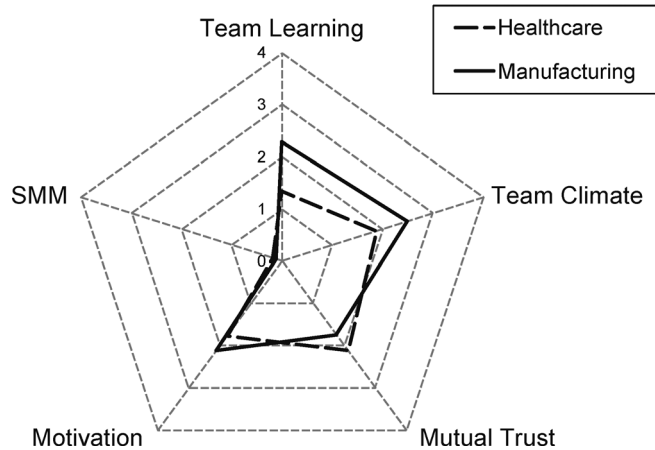 Team Learning
Healthcare
Manufacturing
4
3
2
1
0
SMM
Team Climate
Motivation
Mutual Trust